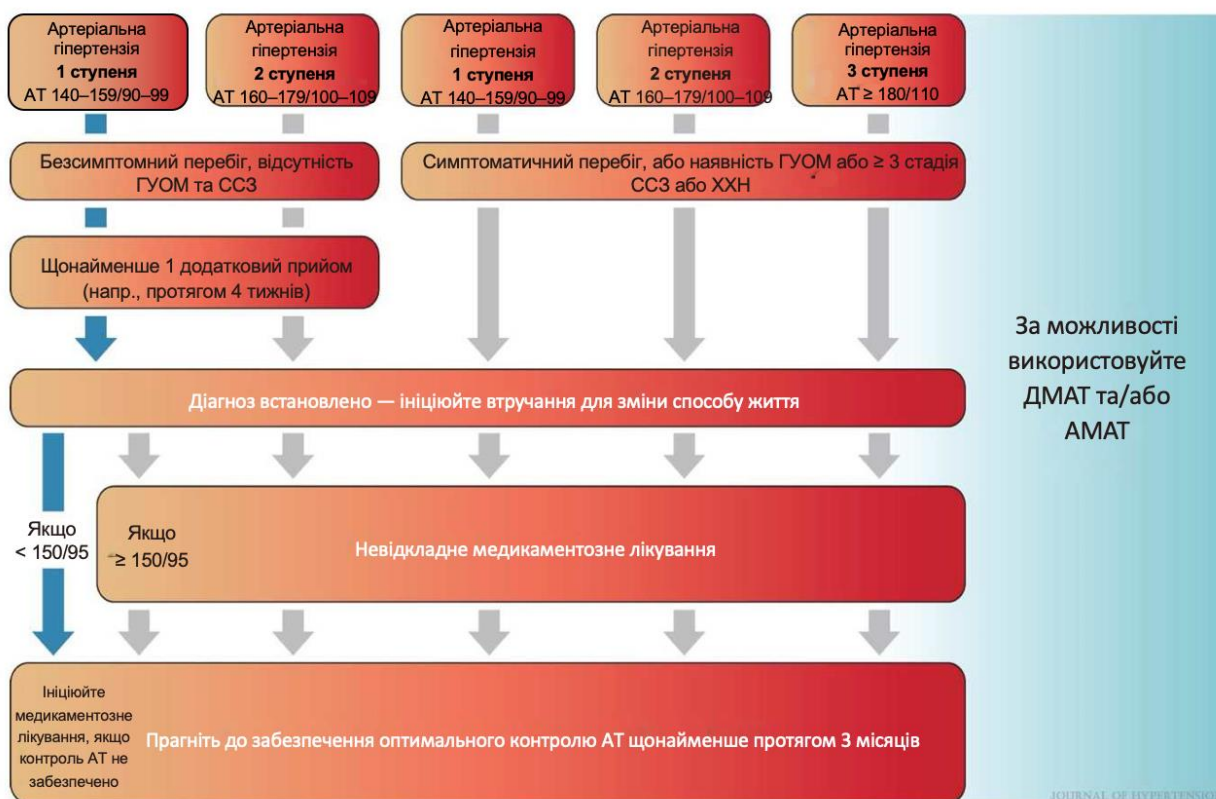 Артеріальна
гіпертензія
1 ступеня
АТ 140–159/90–99
Артеріальна
гіпертензія
2 ступеня
АТ 160–179/100–109
Артеріальна
гіпертензія
1 ступеня
АТ 140–159/90–99
Артеріальна
гіпертензія
2 ступеня
АТ 160–179/100–109
Артеріальна
гіпертензія
3 ступеня
АТ ≥ 180/110
Безсимптомний перебіг, відсутність
ГУОМ та ССЗ
Симптоматичний перебіг, або наявність ГУОМ або ≥ 3 стадія
ССЗ або ХХН
Щонайменше 1 додатковий прийом
(напр., протягом 4 тижнів)
За можливості
використовуйте
ДМАТ та/або
АМАТ
Діагноз встановлено — ініціюйте втручання для зміни способу життя
Якщо
< 150/95
Якщо
≥ 150/95
Невідкладне медикаментозне лікування
Ініціюйте
медикаментозне
лікування, якщо
контроль АТ не
забезпечено
Прагніть до забезпечення оптимального контролю АТ щонайменше протягом 3 місяців
JOURNAL OF HYPERTENSIO